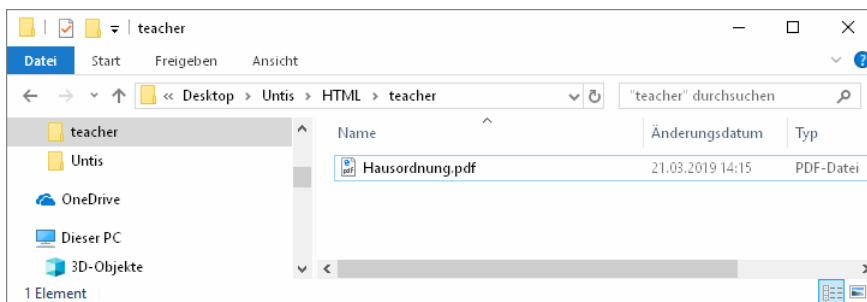 teacher
Datei Start Freigeben Ansicht ?
« Desktop > Untis > HTML > teacher "teacher" durchsuchen
teacher
Untis
OneDrive
Dieser PC
3D-Objekte
Name Änderungsdatum Typ
Hausordnung.pdf 21.03.2019 14:15 PDF-Datei
1 Element